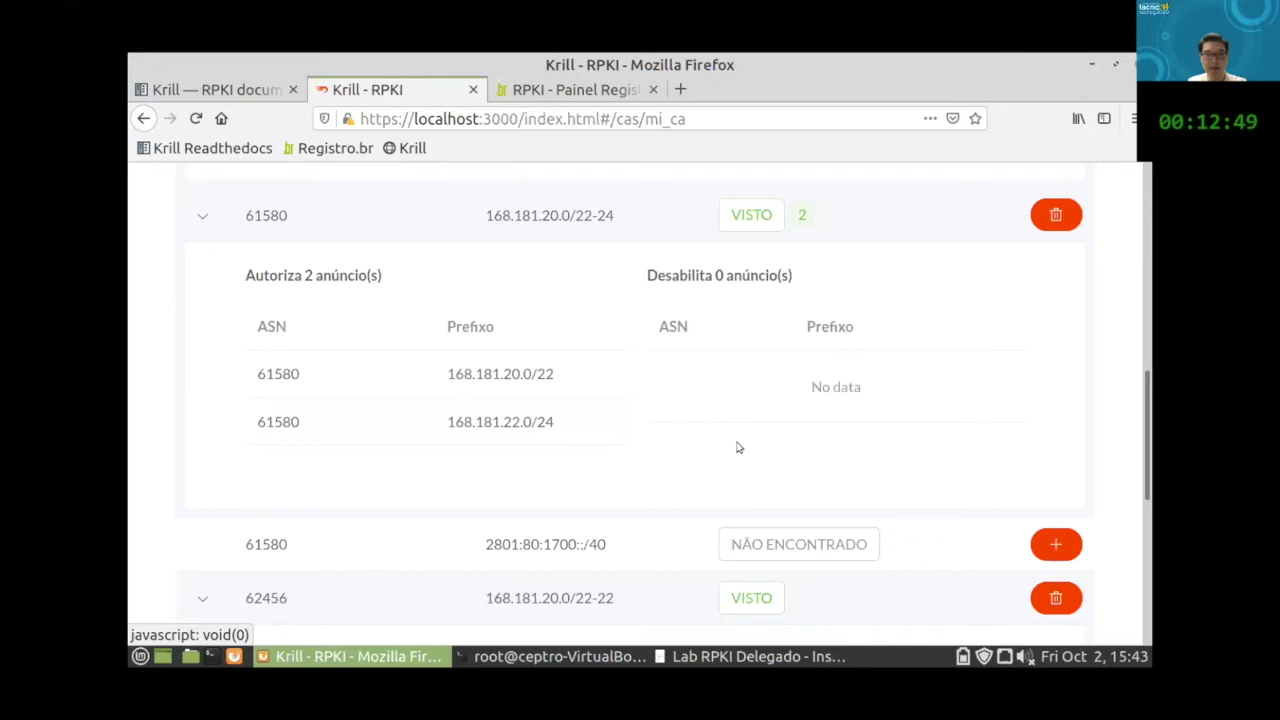 lacnic
Krill - RPKI - Mozilla Firefox
Krill — RPKI docum
Krill - RPKI
RPKI - Painel Regis
https://localhost:3000/index.html#/cas/mi_ca
00:12:49
Krill Readthedocs
Registro.br
Krill
61580 168.181.20.0/22-24 VISTO 2
Autoriza 2 anúncio(s)
Desabilita 0 anúncio(s)
ASN Prefixo
ASN Prefixo
61580 168.181.20.0/22
No data
61580 168.181.22.0/24
61580 2801:80:1700::/40 NÃO ENCONTRADO +
62456 168.181.20.0/22-22 VISTO
javascript: void(0)
Krill - RPKI - Mozilla Fir...
root@ceptro-VirtualBo...
Lab RPKI Delegado - Ins...
Fri Oct 2, 15:43